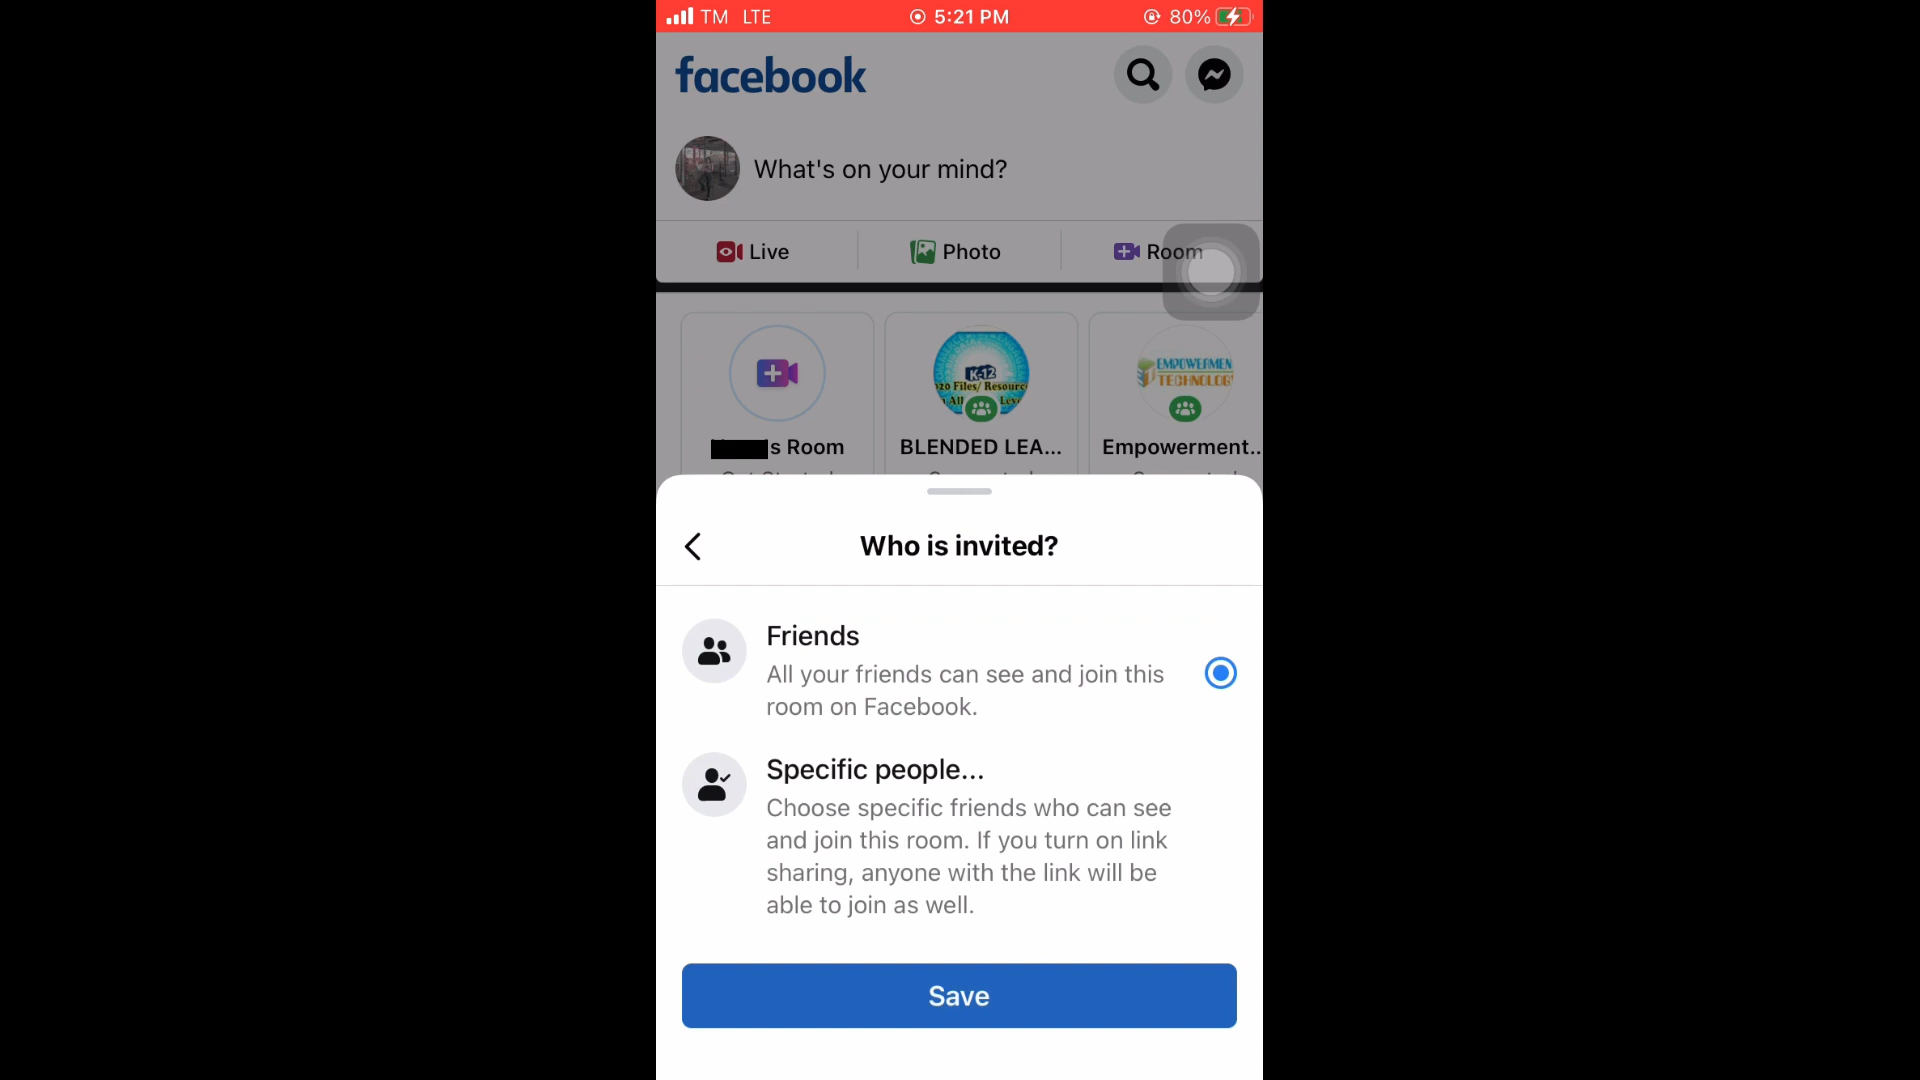 TM LTE 5:21 PM 80%
facebook
What's on your mind?
Live Photo Room
K-12
EMPOWERMEN
TECHNOLOGY
s Room BLENDED LEA... Empowerment...
Who is invited?
Friends
All your friends can see and join this
room on Facebook.
Specific people...
Choose specific friends who can see
and join this room. If you turn on link
sharing, anyone with the link will be
able to join as well.
Save